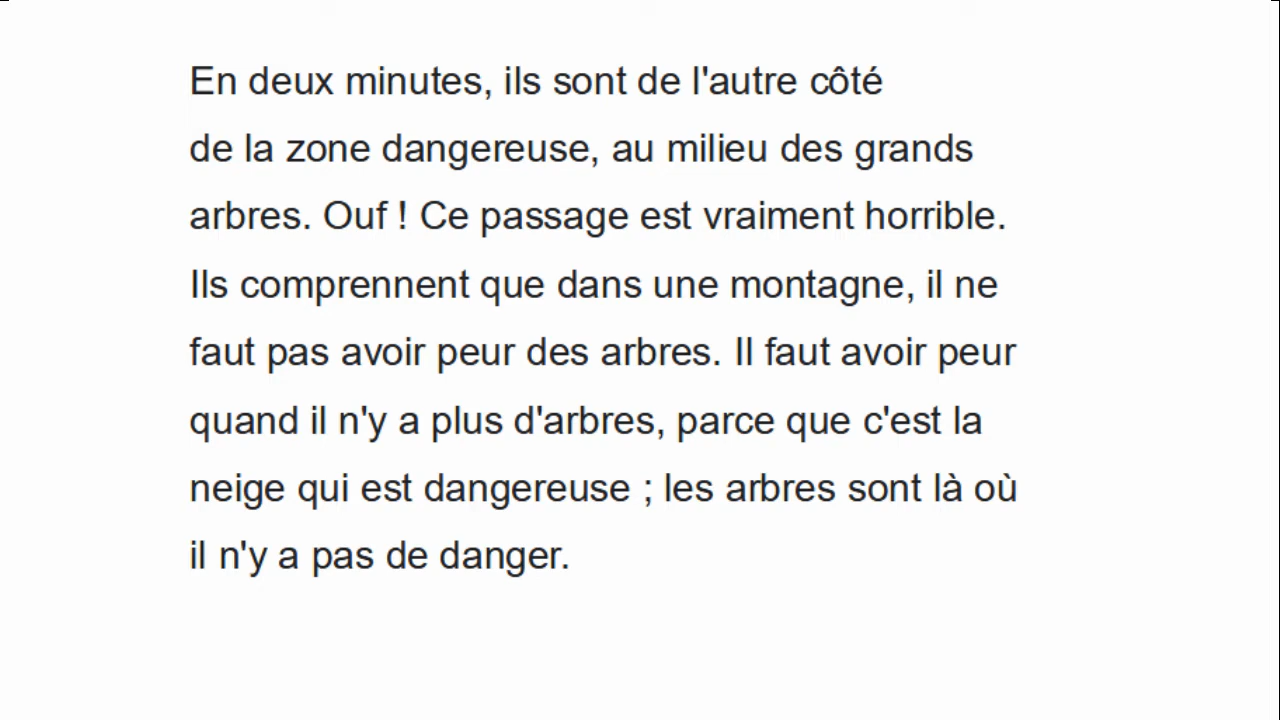 En deux minutes, ils sont de l'autre côté
de la zone dangereuse, au milieu des grands
arbres. Ouf ! Ce passage est vraiment horrible.
Ils comprennent que dans une montagne, il ne
faut pas avoir peur des arbres. Il faut avoir peur
quand il n'y a plus d'arbres, parce que c'est la
neige qui est dangereuse ; les arbres sont là où
il n'y a pas de danger.